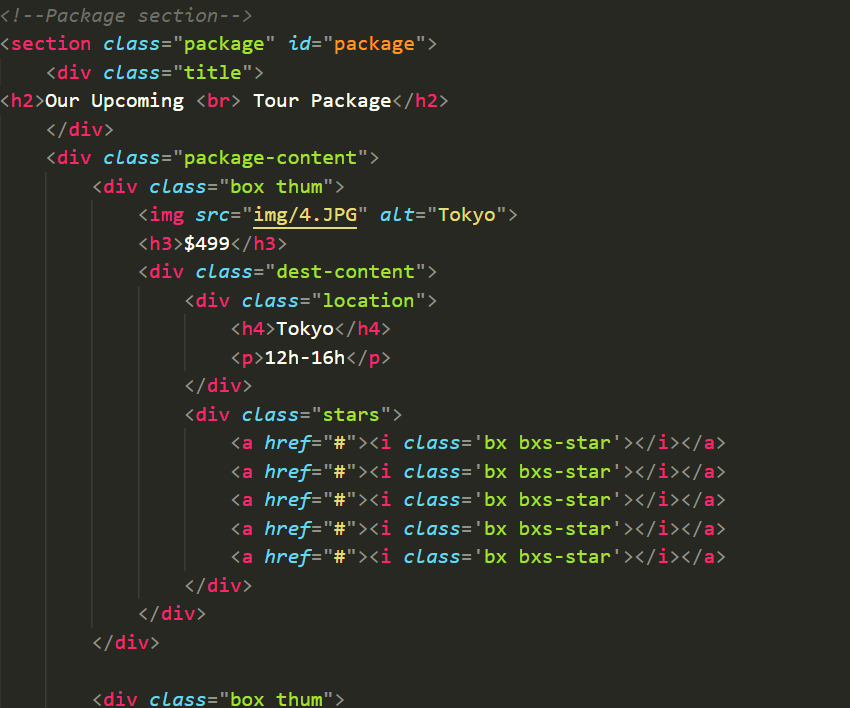 <!--Package section-->
<section class="package" id="package">
    <div class="title">
<h2>Our Upcoming <br> Tour Package</h2>
    </div>
    <div class="package-content">
        <div class="box thum">
            <img src="img/4.JPG" alt="Tokyo">
            <h3>$499</h3>
            <div class="dest-content">
                <div class="location">
                    <h4>Tokyo</h4>
                    <p>12h-16h</p>
                </div>
                <div class="stars">
                    <a href="#"><i class='bx bxs-star'></i></a>
                    <a href="#"><i class='bx bxs-star'></i></a>
                    <a href="#"><i class='bx bxs-star'></i></a>
                    <a href="#"><i class='bx bxs-star'></i></a>
                    <a href="#"><i class='bx bxs-star'></i></a>
                </div>
            </div>
        </div>

        <div class="box thum">